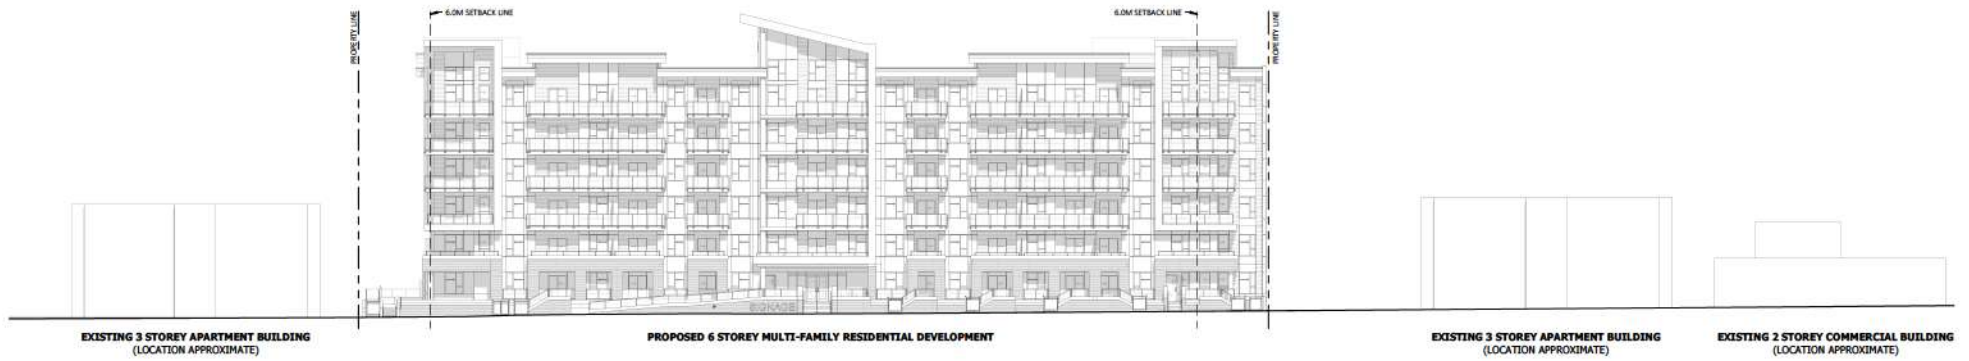 PROPERTY LINE
6.0M SETBACK LINE
6.0M SETBACK LINE
PROPERTY LINE
SIGNAGE
EXISTING 3 STOREY APARTMENT BUILDING
(LOCATION APPROXIMATE)
PROPOSED 6 STOREY MULTI-FAMILY RESIDENTIAL DEVELOPMENT
EXISTING 3 STOREY APARTMENT BUILDING
(LOCATION APPROXIMATE)
EXISTING 2 STOREY COMMERCIAL BUILDING
(LOCATION APPROXIMATE)